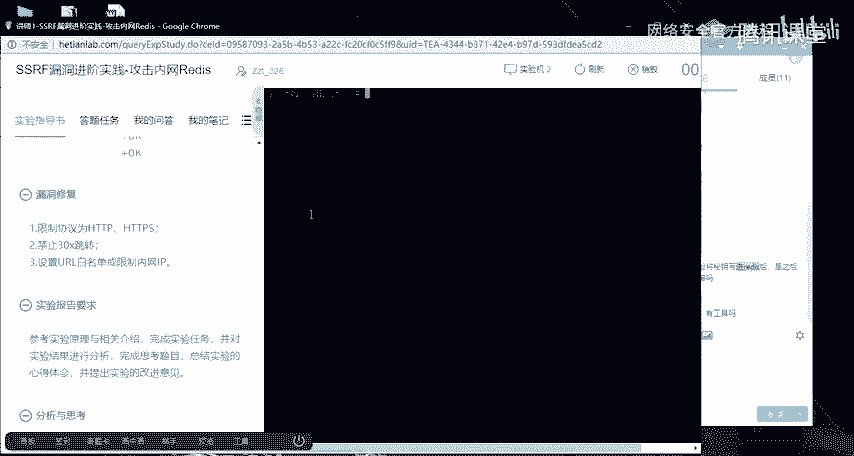 讲师1-SSRF漏洞进阶实践-攻击内网Redis - Google Chrome
网络安全官方
腾讯课堂
不安全 | hetianlab.com/queryExpStudy.do?ceId=09587093-2a5b-4b53-a22c-fc20cf0c5ff9&uid=TEA-4344-b371-42e4-b97d-593dfdea5cd2
SSRF漏洞进阶实践-攻击内网Redis
Zzt_326
实验机 2
刷新
销毁
00
成员(11)
实验指导书
答题任务
我的问答
我的笔记
+OK
漏洞修复
1.限制协议为HTTP、HTTPS；
2.禁止30x跳转；
3.设置URL白名单或限制内网IP。
实验报告要求
参考实验原理与相关介绍，完成实验任务，并对
实验结果进行分析，完成思考题目，总结实验的
心得体会，并提出实验的改进意见。
分析与思考
有工具吗
工具